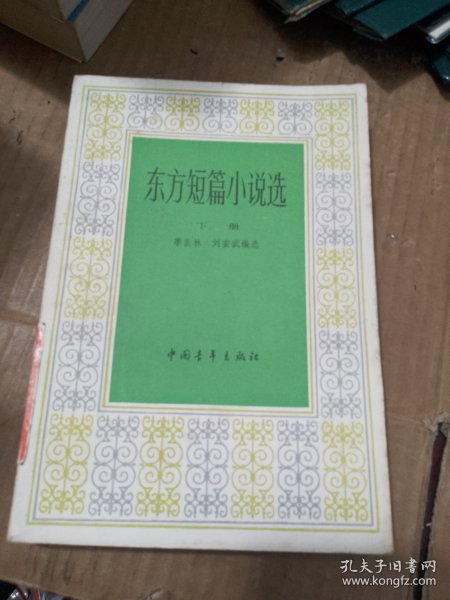 东方短篇小说选
下 册
季羡林 刘安武编选
中国青年出版社
孔夫子旧书网
www.kongfz.com